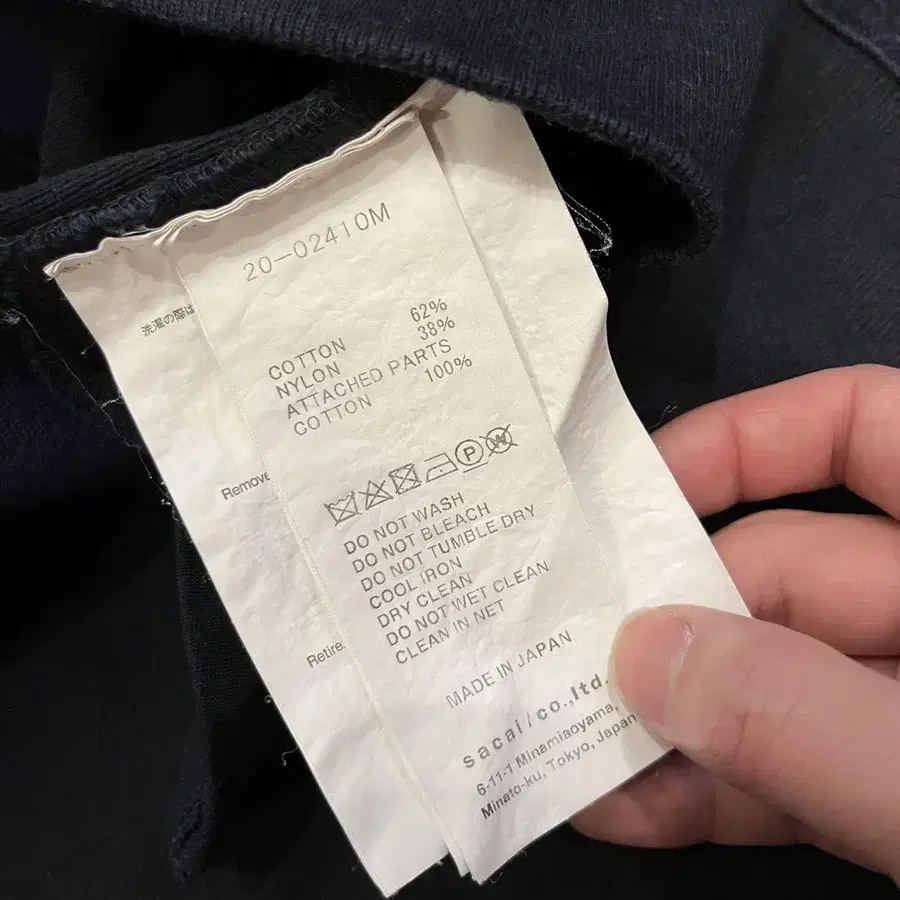 20-02410M
COTTON 62%
NYLON 38%
ATTACHED PARTS
COTTON 100%
P W
DO NOT WASH
DO NOT BLEACH
DO NOT TUMBLE DRY
COOL IRON
DRY CLEAN
DO NOT WET CLEAN
CLEAN IN NET
MADE IN JAPAN
sacai/co.,ltd.
6-11-1 Minamiaoyama,
Minato-ku, Tokyo, Japan
洗濯の際は
Remove
Retire